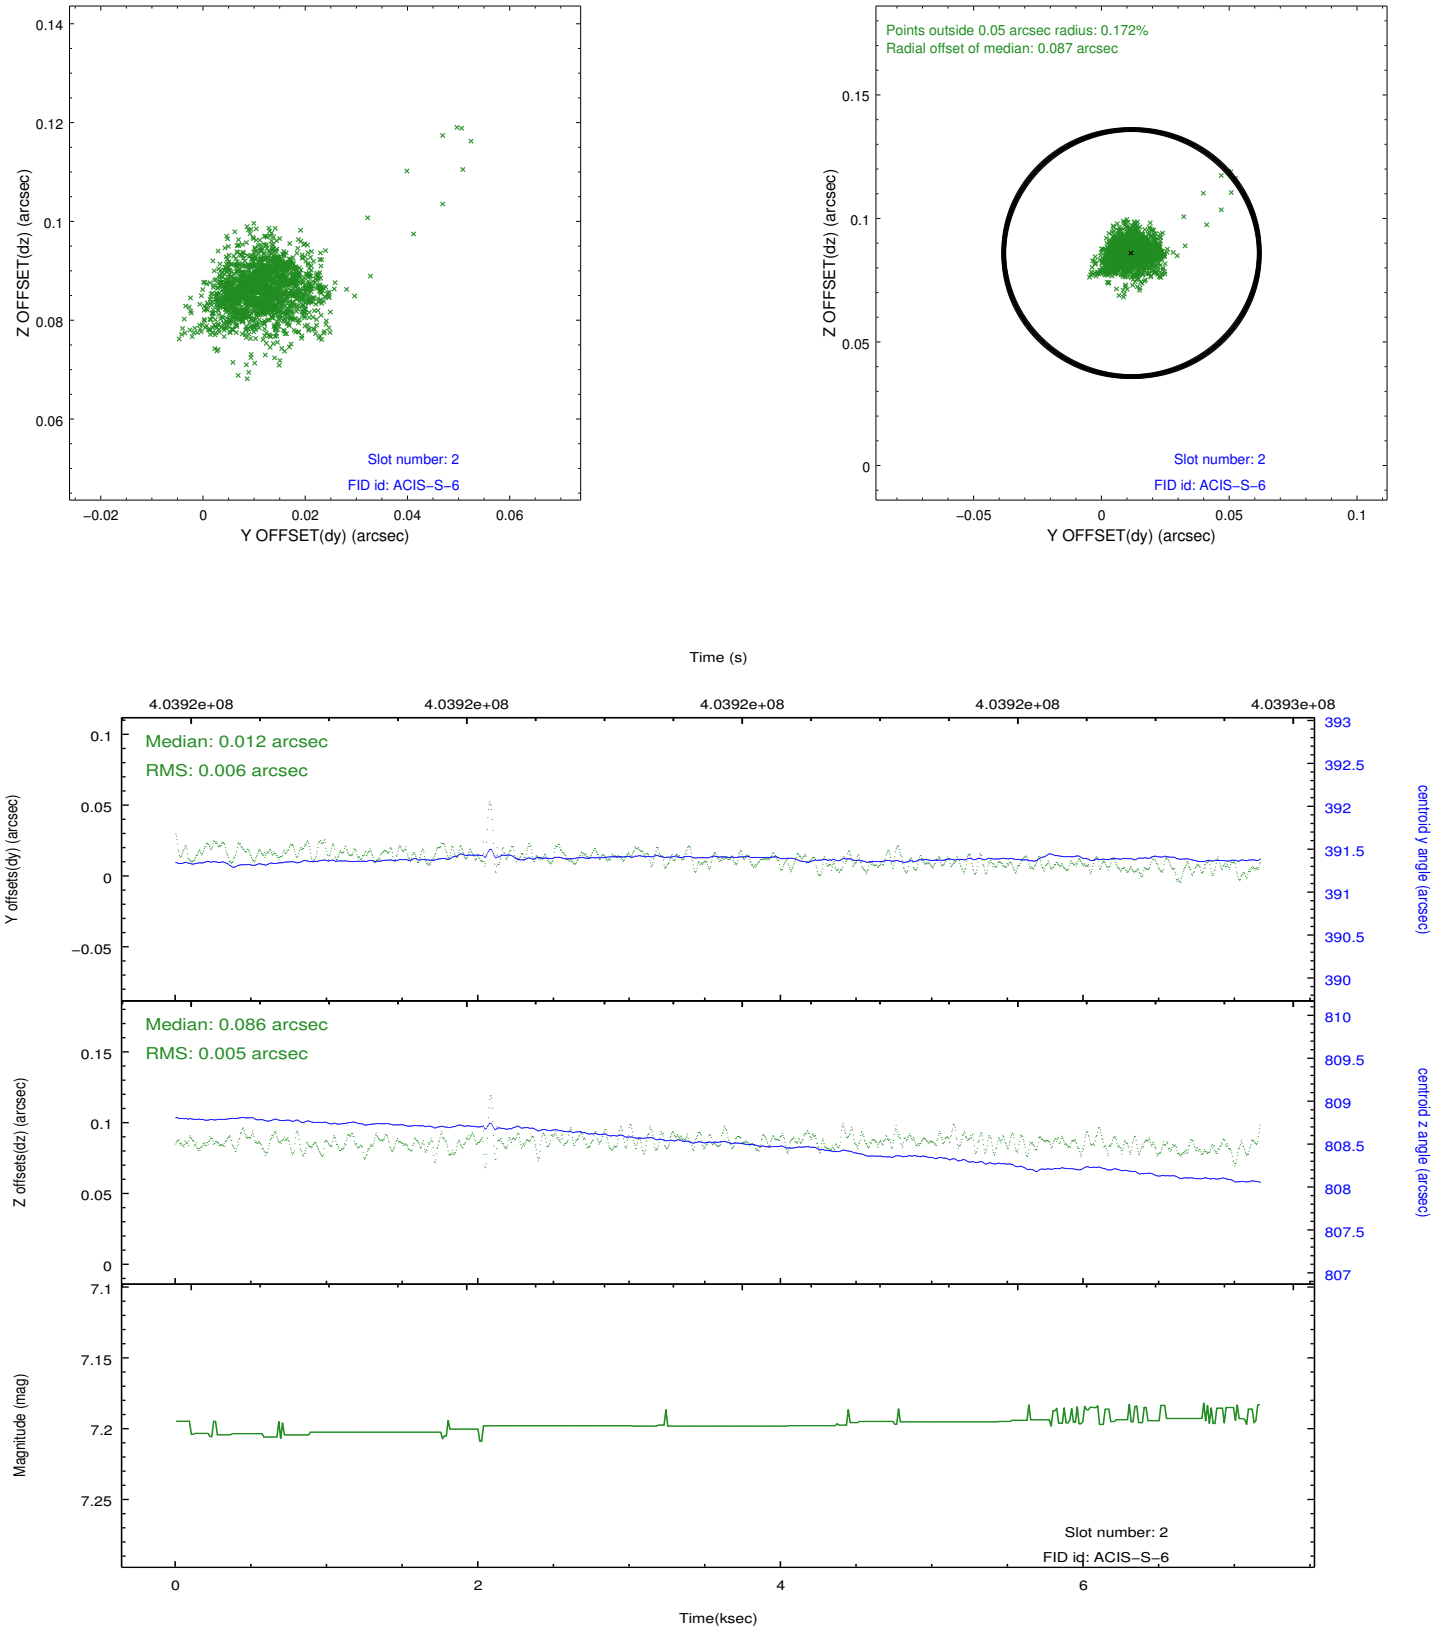 0.14
0.12
0.1
0.08
0.06
Z OFFSET(dz) (arcsec)
Slot number: 2
FID id: ACIS−S−6
−0.02 0 0.02 0.04 0.06
Y OFFSET(dy) (arcsec)
Points outside 0.05 arcsec radius: 0.172%
Radial offset of median: 0.087 arcsec
0.15
0.1
0.05
0
Z OFFSET(dz) (arcsec)
Slot number: 2
FID id: ACIS−S−6
−0.05 0 0.05 0.1
Y OFFSET(dy) (arcsec)
Time (s)
4.0392e+08 4.0392e+08 4.0392e+08 4.0392e+08 4.0393e+08
Median: 0.012 arcsec
RMS: 0.006 arcsec
0.1
0.05
0
−0.05
Y offsets(dy) (arcsec)
393
392.5
392
391.5
391
390.5
390
centroid y angle (arcsec)
Median: 0.086 arcsec
RMS: 0.005 arcsec
0.15
0.1
0.05
0
Z offsets(dz) (arcsec)
810
809.5
809
808.5
808
807.5
807
centroid z angle (arcsec)
7.1
7.15
7.2
7.25
Magnitude (mag)
Slot number: 2
FID id: ACIS−S−6
0 2 4 6
Time(ksec)